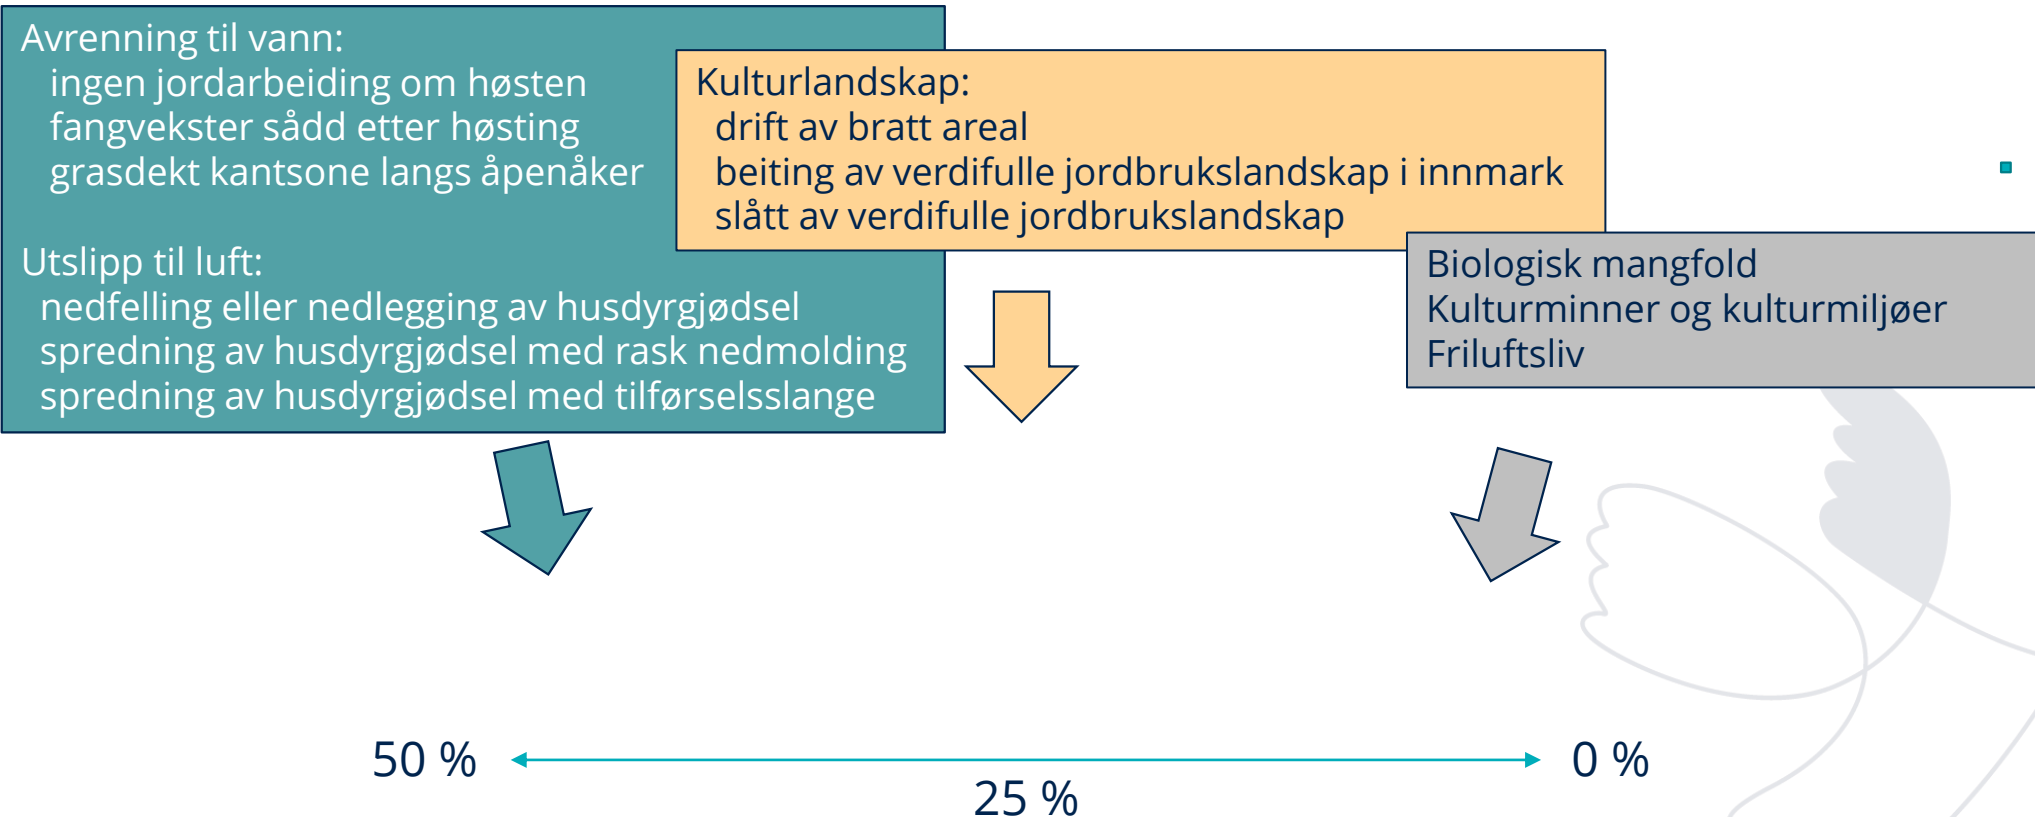 Avrenning til vann:
ingen jordarbeiding om høsten
fangvekster sådd etter høsting
grasdekt kantsone langs åpenåker
Utslipp til luft:
nedfelling eller nedlegging av husdyrgjødsel
spredning av husdyrgjødsel med rask nedmolding
spredning av husdyrgjødsel med tilførselsslange
Kulturlandskap:
drift av bratt areal
beiting av verdifulle jordbrukslandskap i innmark
slått av verdifulle jordbrukslandskap
Biologisk mangfold
Kulturminner og kulturmiljøer
Friluftsliv
50 %
25 %
0 %